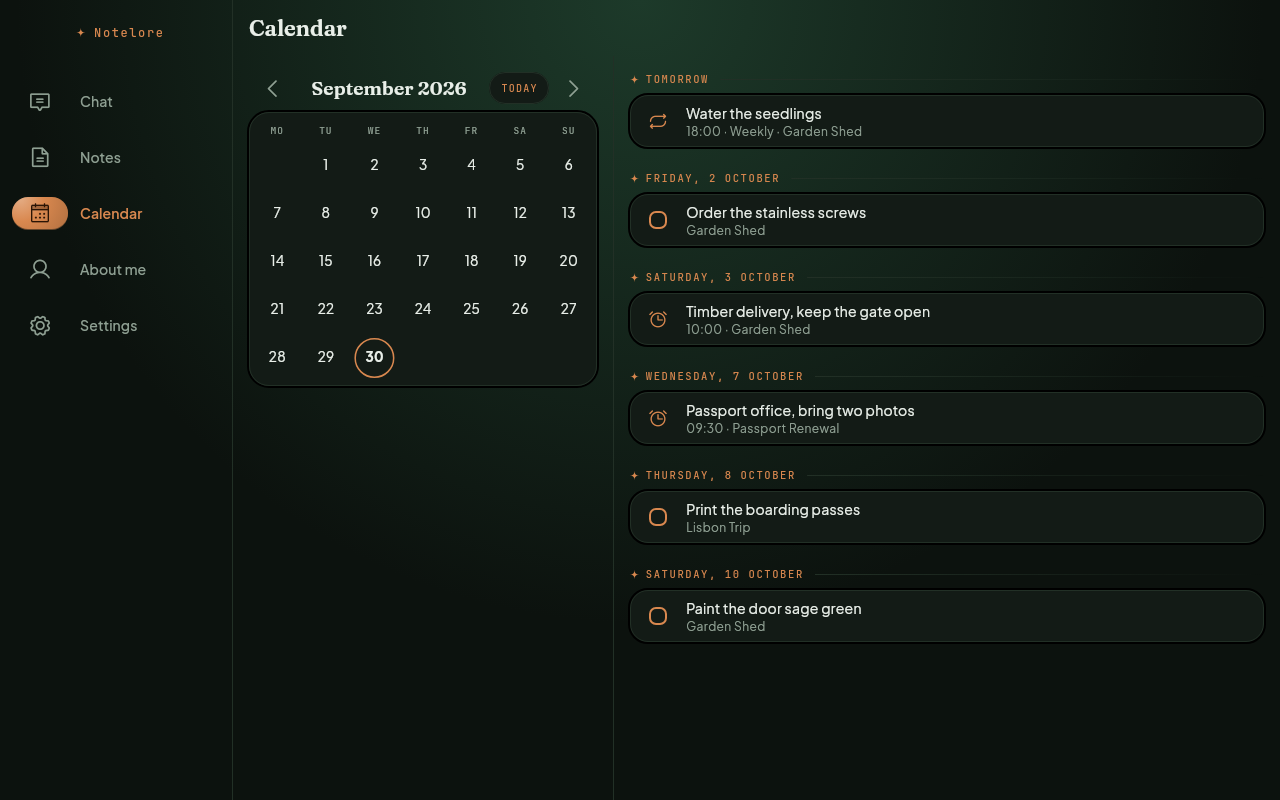 ✦ Notelore
Chat
Notes
Calendar
About me
Settings
Calendar
September 2026
TODAY
MO TU WE TH FR SA SU
1 2 3 4 5 6
7 8 9 10 11 12 13
14 15 16 17 18 19 20
21 22 23 24 25 26 27
28 29 30
✦ TOMORROW
Water the seedlings
18:00 · Weekly · Garden Shed
✦ FRIDAY, 2 OCTOBER
Order the stainless screws
Garden Shed
✦ SATURDAY, 3 OCTOBER
Timber delivery, keep the gate open
10:00 · Garden Shed
✦ WEDNESDAY, 7 OCTOBER
Passport office, bring two photos
09:30 · Passport Renewal
✦ THURSDAY, 8 OCTOBER
Print the boarding passes
Lisbon Trip
✦ SATURDAY, 10 OCTOBER
Paint the door sage green
Garden Shed